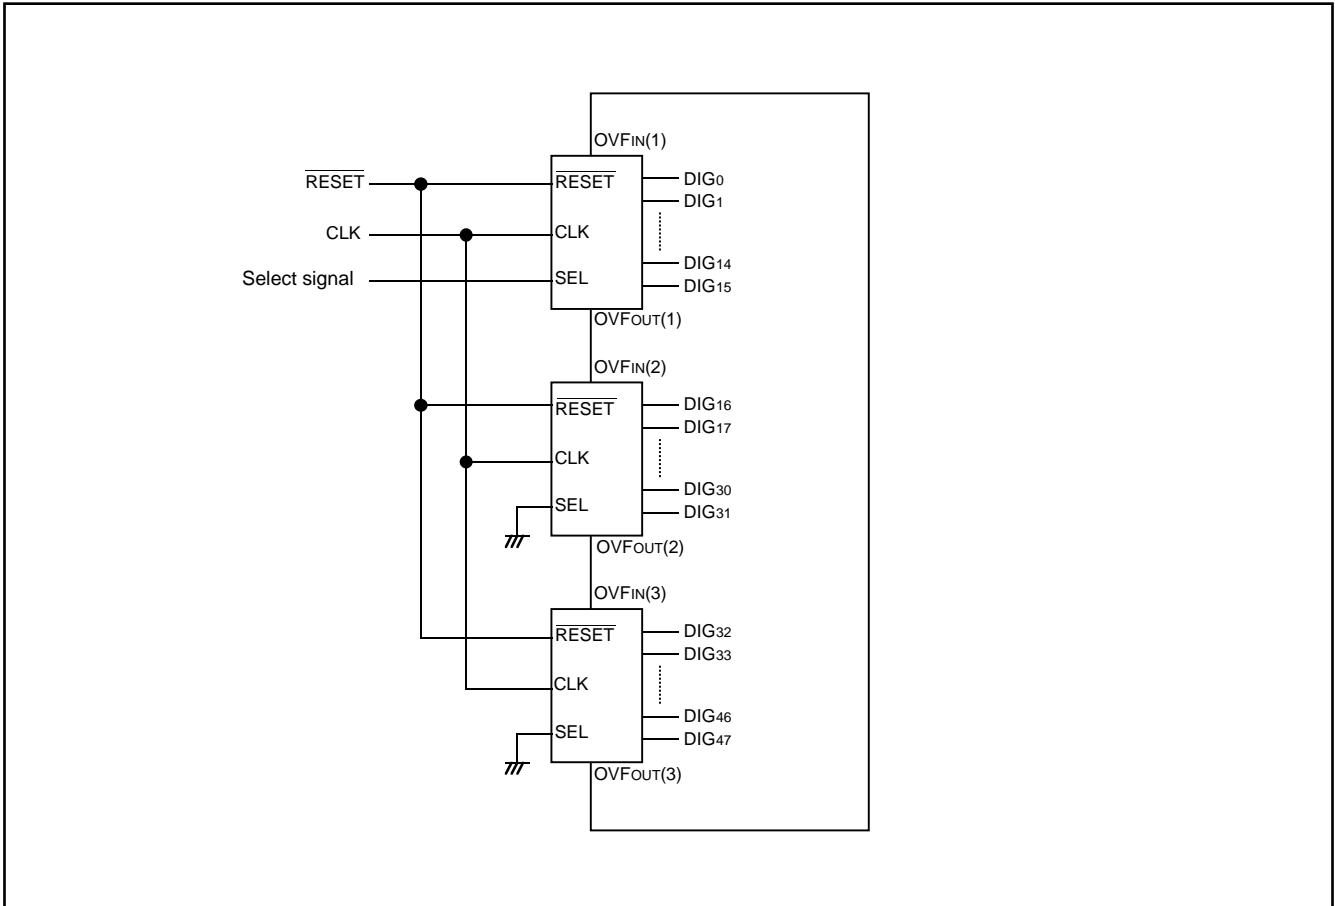 OVFIN(1)
RESET
RESET
DIG0
DIG1
CLK
CLK
DIG14
Select signal
SEL
DIG15
OVFOUT(1)
OVFIN(2)
RESET
DIG16
DIG17
CLK
DIG30
SEL
DIG31
OVFOUT(2)
OVFIN(3)
RESET
DIG32
DIG33
CLK
DIG46
SEL
DIG47
OVFOUT(3)